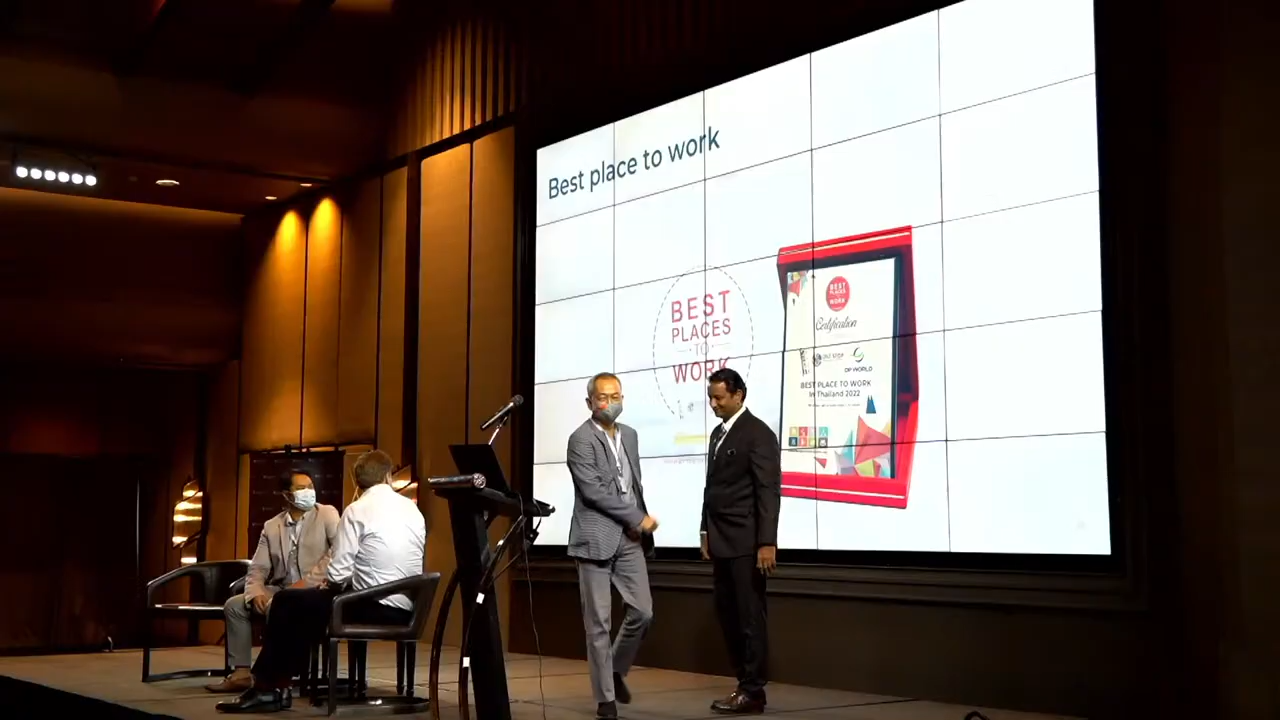 Best place to work
BEST
PLACES
TO
WORK
BEST
PLACES
WORK
Certification
DP WORLD
BEST PLACE TO WORK
In Thailand 2022